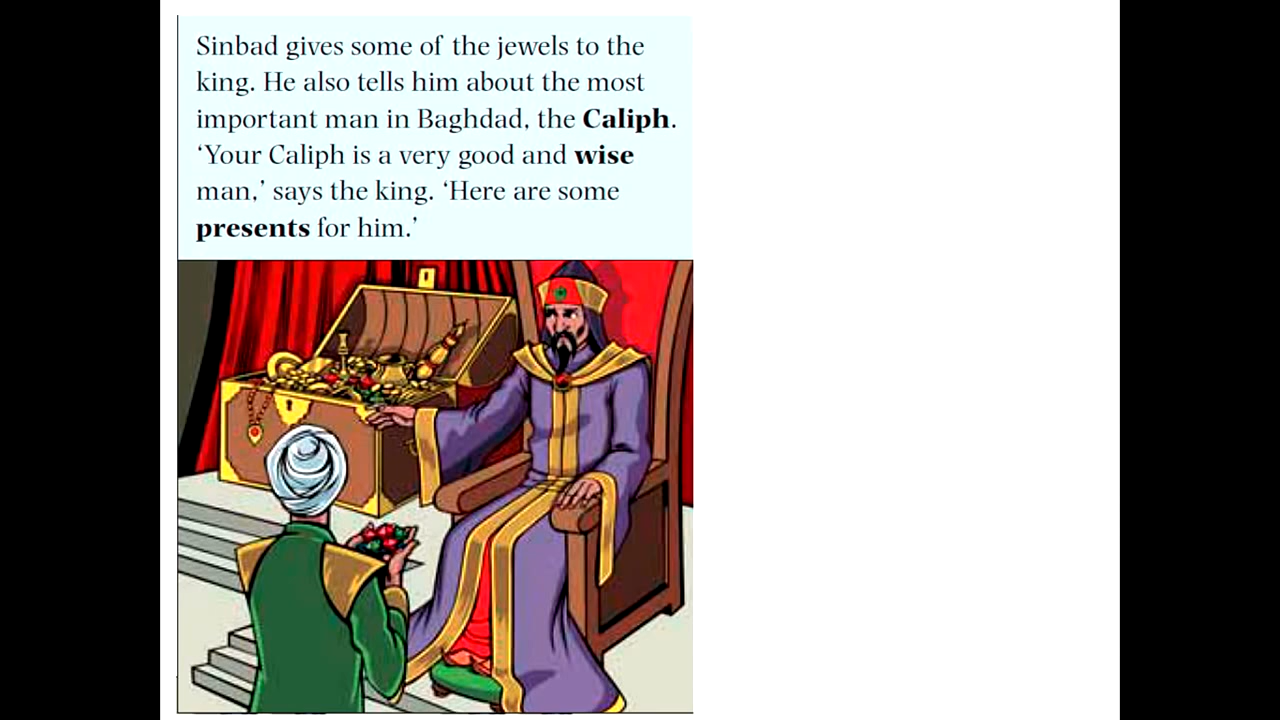 Sinbad gives some of the jewels to the
king. He also tells him about the most
important man in Baghdad, the Caliph.
‘Your Caliph is a very good and wise
man,’ says the king. ‘Here are some
presents for him.’